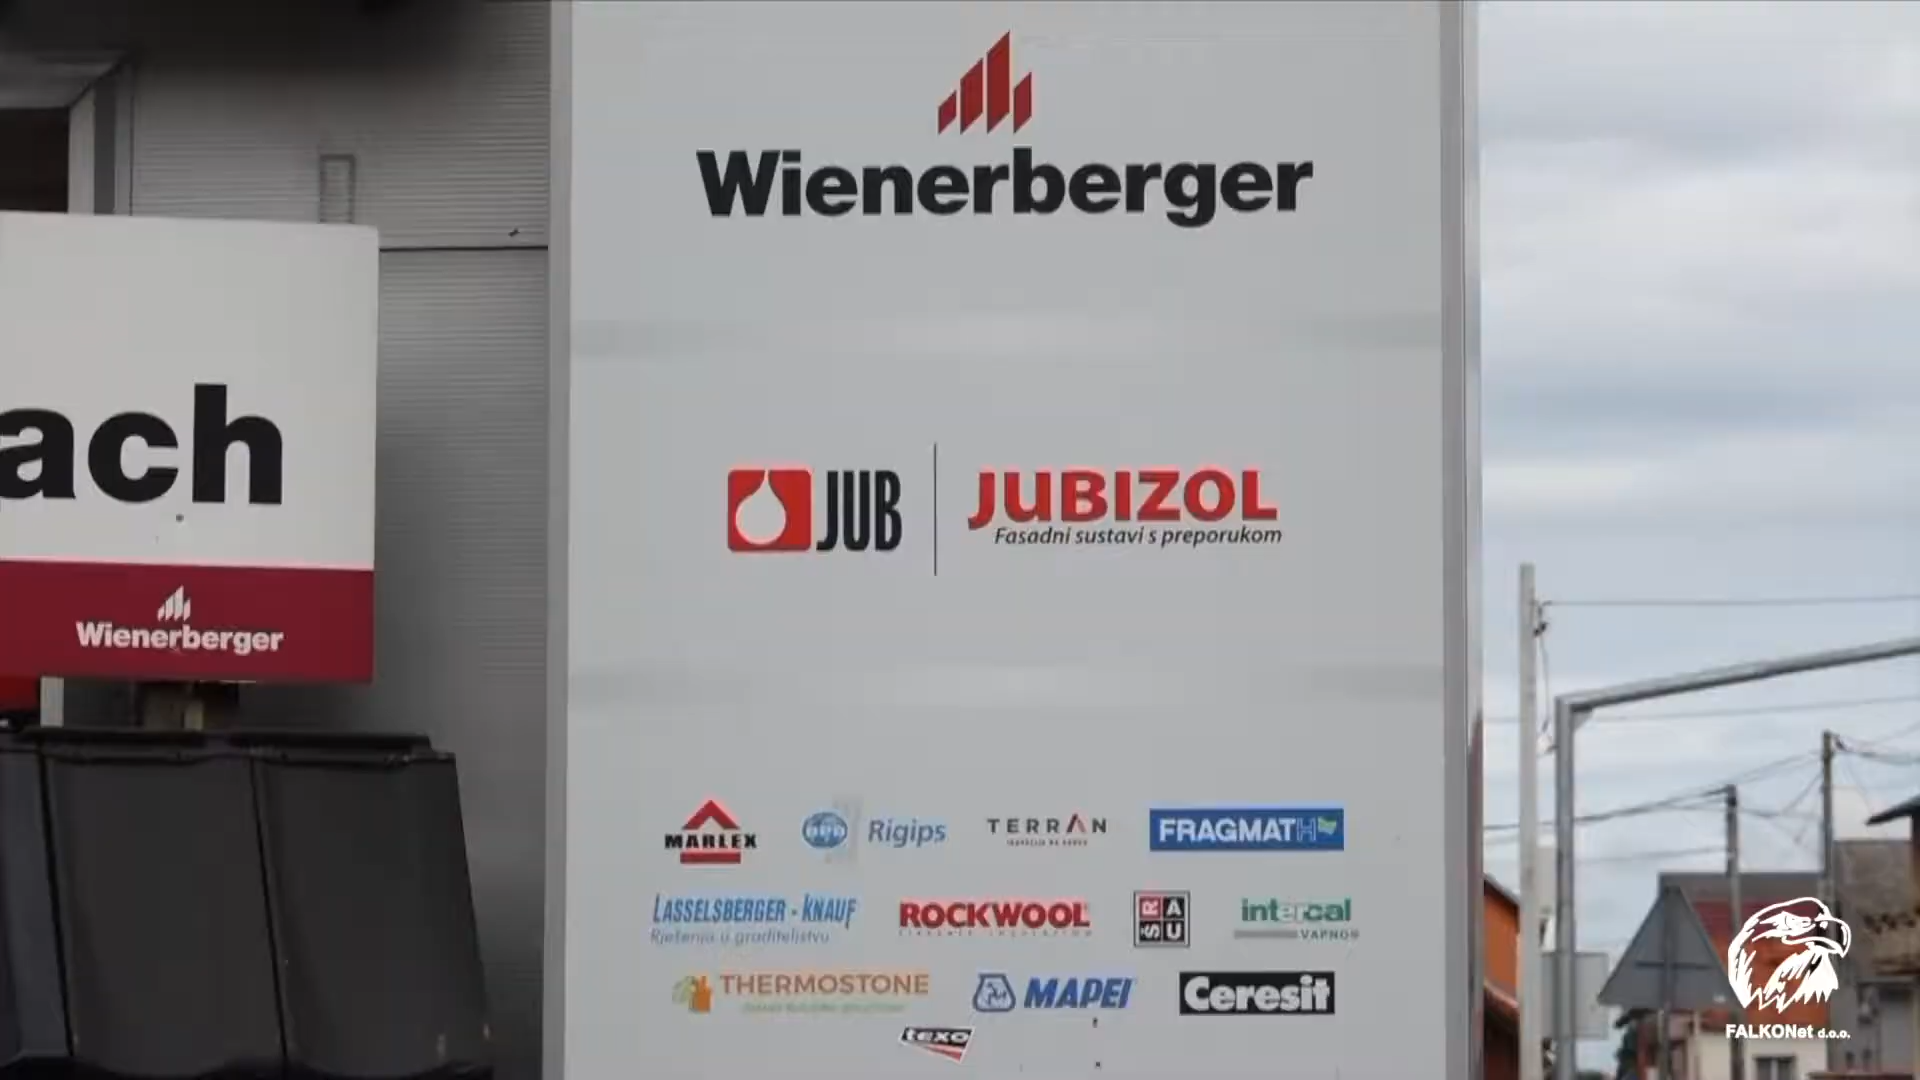 Wienerberger
ach
Wienerberger
JUB
JUBIZOL
Fasadni sustavi s preporukom
MARLEX
Rigips
TERRAN
FRAGMAT
LASSELSBERGER - KNAUF
Rješenja u graditeljstvu
ROCKWOOL
intercal
VAPNO
THERMOSTONE
MAPEI
Ceresit
texo
FALKONet d.o.o.